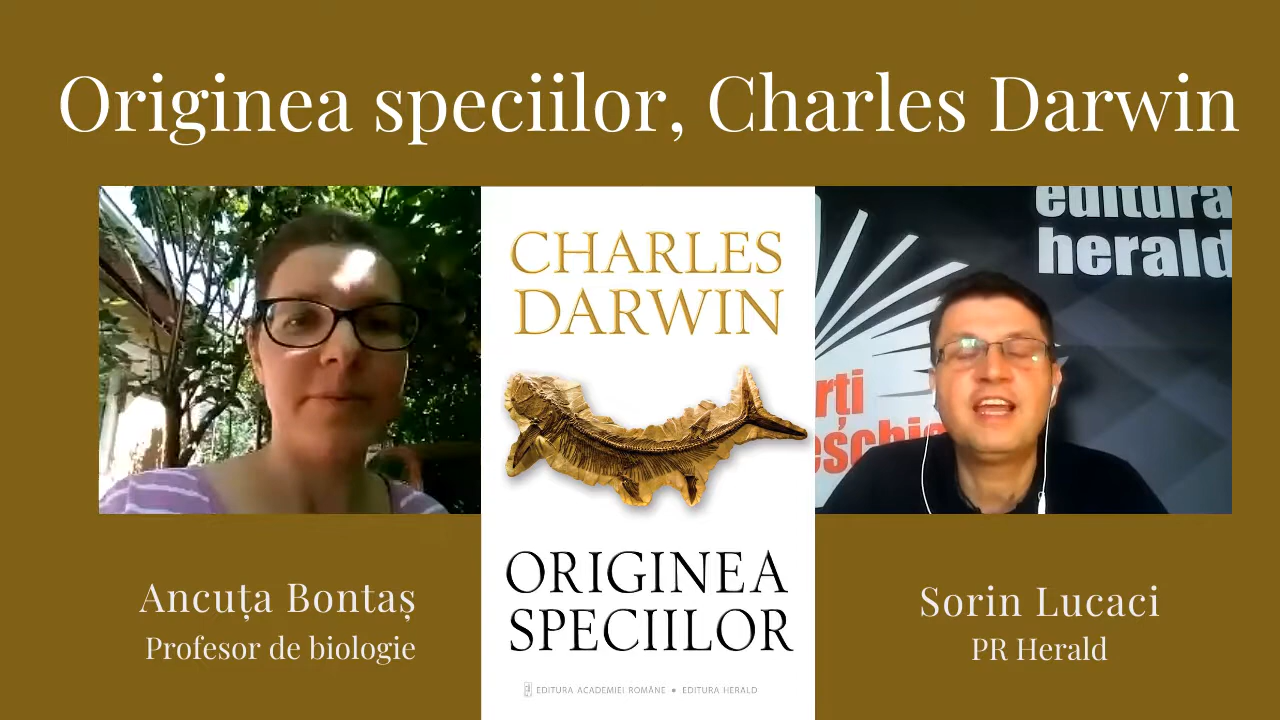 Originea speciilor, Charles Darwin
CHARLES
DARWIN
ORIGINEA
SPECIILOR
EDITURA ACADEMIEI ROMÂNE • EDITURA HERALD
editura
herald
Ancuța Bontaș
Profesor de biologie
Sorin Lucaci
PR Herald